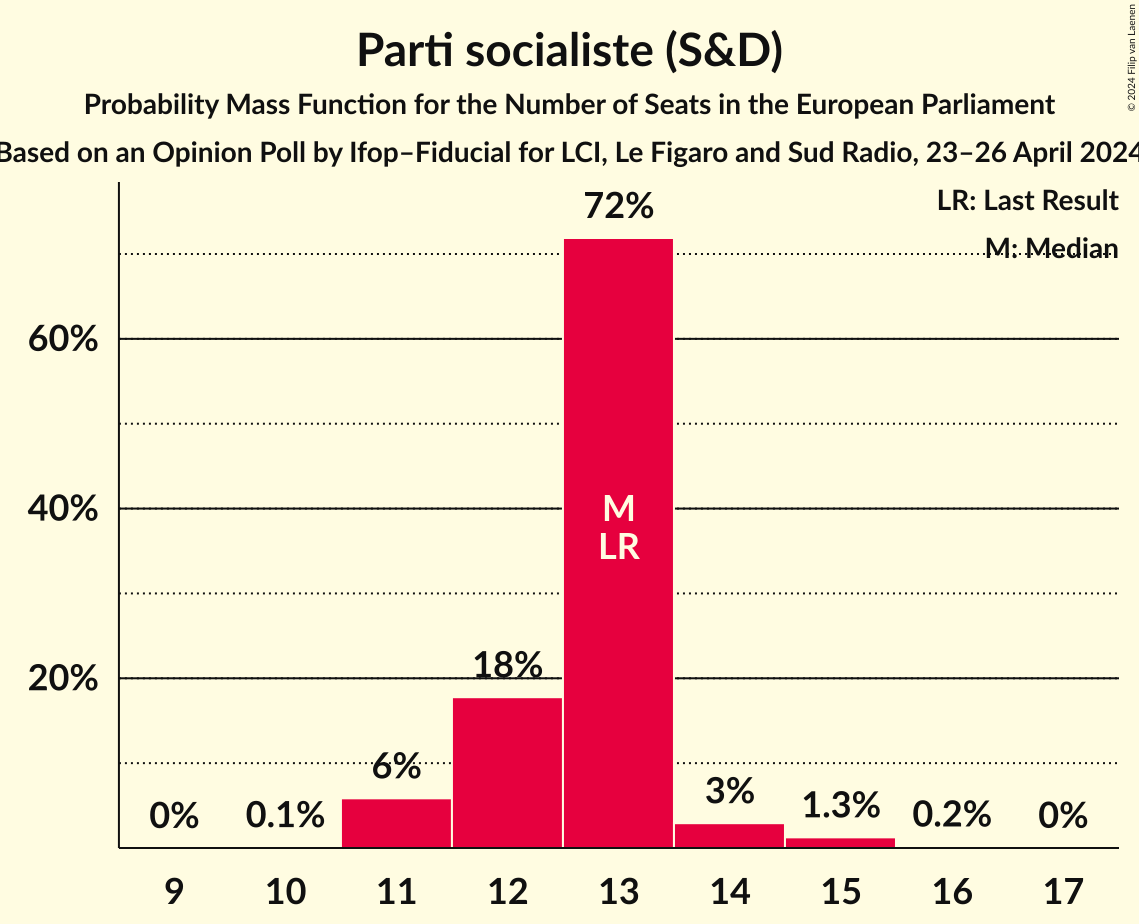 Parti socialiste (S&D)
Probability Mass Function for the Number of Seats in the European Parliament
Based on an Opinion Poll by Ifop–Fiducial for LCI, Le Figaro and Sud Radio, 23–26 April 2024
© 2024 Filip van Laenen
LR: Last Result
M: Median
60%
40%
20%
0%
0.1%
6%
18%
72%
M
LR
3%
1.3%
0.2%
0%
9 10 11 12 13 14 15 16 17